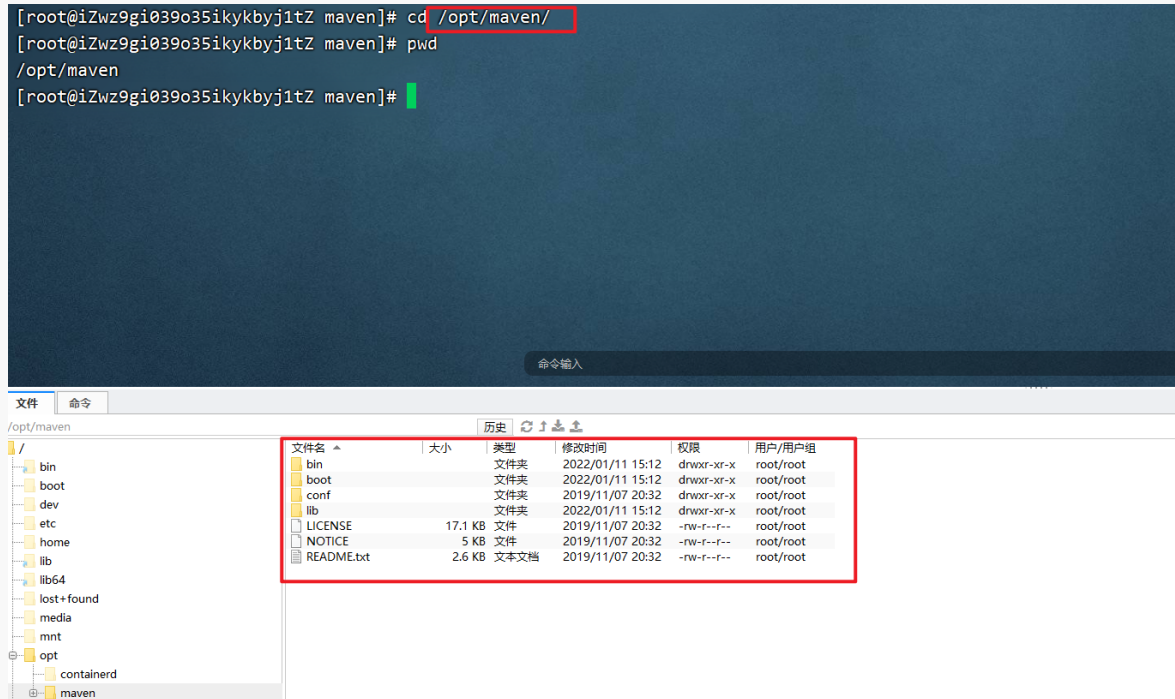 [root@iZwz9gi039o35ikykbyj1tZ maven]# cd /opt/maven/
[root@iZwz9gi039o35ikykbyj1tZ maven]# pwd
/opt/maven
[root@iZwz9gi039o35ikykbyj1tZ maven]#
命令输入
文件 命令
/opt/maven 历史
/
bin
boot
dev
etc
home
lib
lib64
lost+found
media
mnt
opt
containerd
maven
文件名 大小 类型 修改时间 权限 用户/用户组
bin 文件夹 2022/01/11 15:12 drwxr-xr-x root/root
boot 文件夹 2022/01/11 15:12 drwxr-xr-x root/root
conf 文件夹 2019/11/07 20:32 drwxr-xr-x root/root
lib 文件夹 2022/01/11 15:12 drwxr-xr-x root/root
LICENSE 17.1 KB 文件 2019/11/07 20:32 -rw-r--r-- root/root
NOTICE 5 KB 文件 2019/11/07 20:32 -rw-r--r-- root/root
README.txt 2.6 KB 文本文档 2019/11/07 20:32 -rw-r--r-- root/root